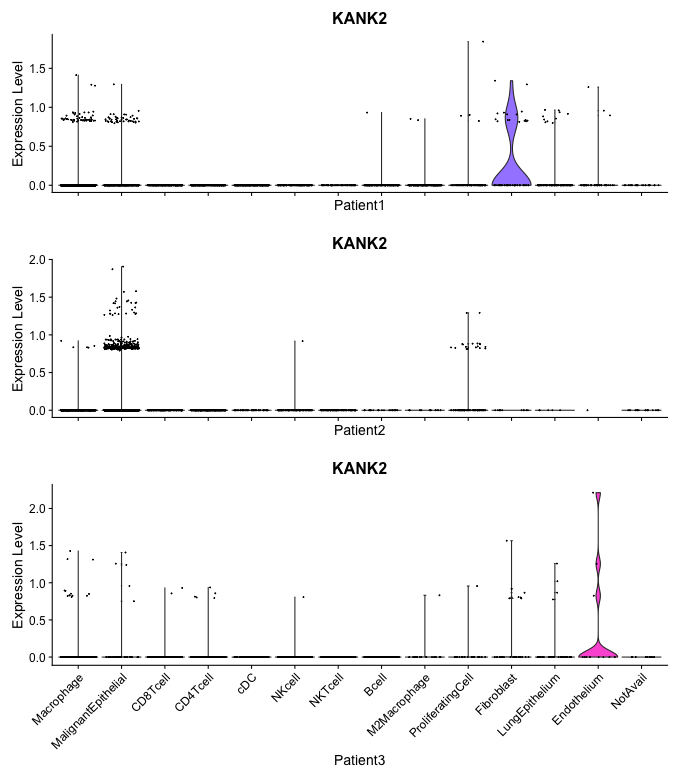 KANK2
Expression Level
1.5
1.0
0.5
0.0
Patient1
KANK2
Expression Level
2.0
1.5
1.0
0.5
0.0
Patient2
KANK2
Expression Level
2.0
1.5
1.0
0.5
0.0
Macrophage
MalignantEpithelial
CD8Tcell
CD4Tcell
cDC
NKcell
NKTcell
Bcell
M2Macrophage
ProliferatingCell
Fibroblast
LungEpithelium
Endothelium
NotAvail
Patient3